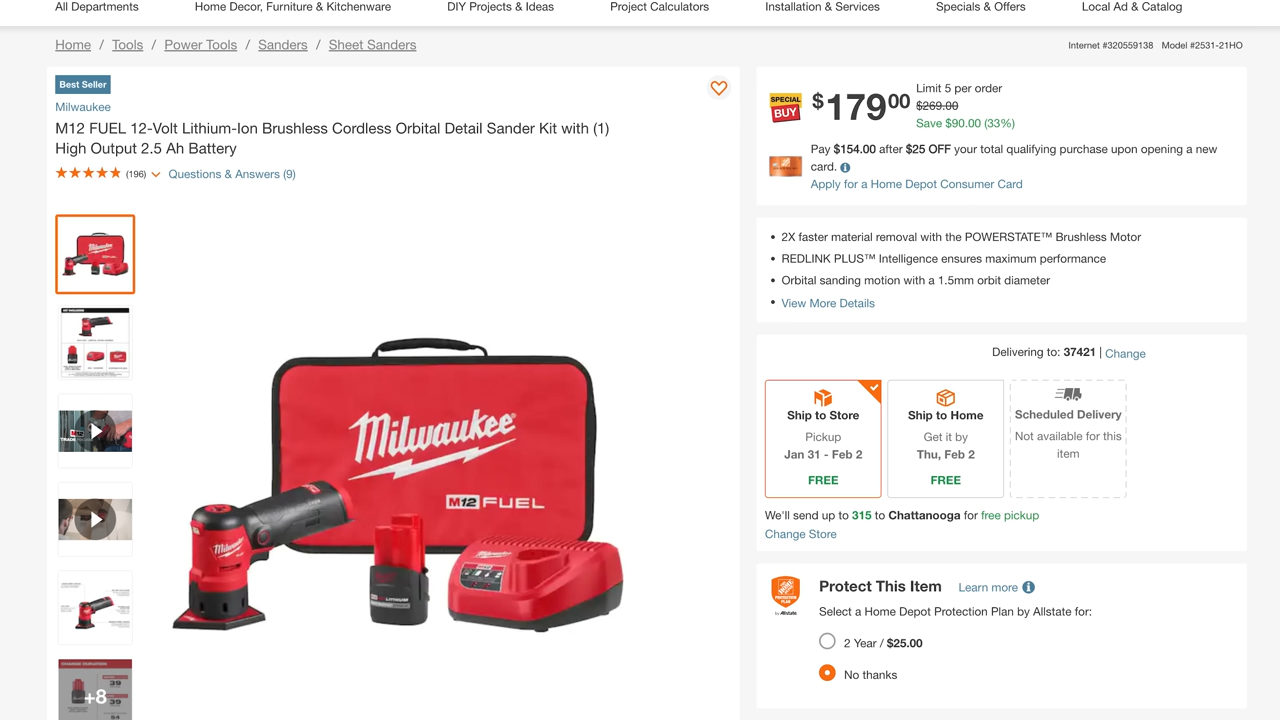 All Departments
Home Decor, Furniture & Kitchenware
DIY Projects & Ideas
Project Calculators
Installation & Services
Specials & Offers
Local Ad & Catalog
Home / Tools / Power Tools / Sanders / Sheet Sanders
Internet #320559138 Model #2531-21HO
Best Seller
Milwaukee
M12 FUEL 12-Volt Lithium-Ion Brushless Cordless Orbital Detail Sander Kit with (1)
High Output 2.5 Ah Battery
(196)
Questions & Answers (9)
Milwaukee
M12 FUEL
Milwaukee
+8
SPECIAL
BUY
$17900
Limit 5 per order
$269.00
Save $90.00 (33%)
Pay $154.00 after $25 OFF your total qualifying purchase upon opening a new
card.
Apply for a Home Depot Consumer Card
• 2X faster material removal with the POWERSTATE™ Brushless Motor
• REDLINK PLUS™ Intelligence ensures maximum performance
• Orbital sanding motion with a 1.5mm orbit diameter
• View More Details
Delivering to: 37421 | Change
Ship to Store
Pickup
Jan 31 - Feb 2
FREE
Ship to Home
Get it by
Thu, Feb 2
FREE
Scheduled Delivery
Not available for this
item
We'll send up to 315 to Chattanooga for free pickup
Change Store
Protect This Item
Learn more
Select a Home Depot Protection Plan by Allstate for:
2 Year / $25.00
No thanks